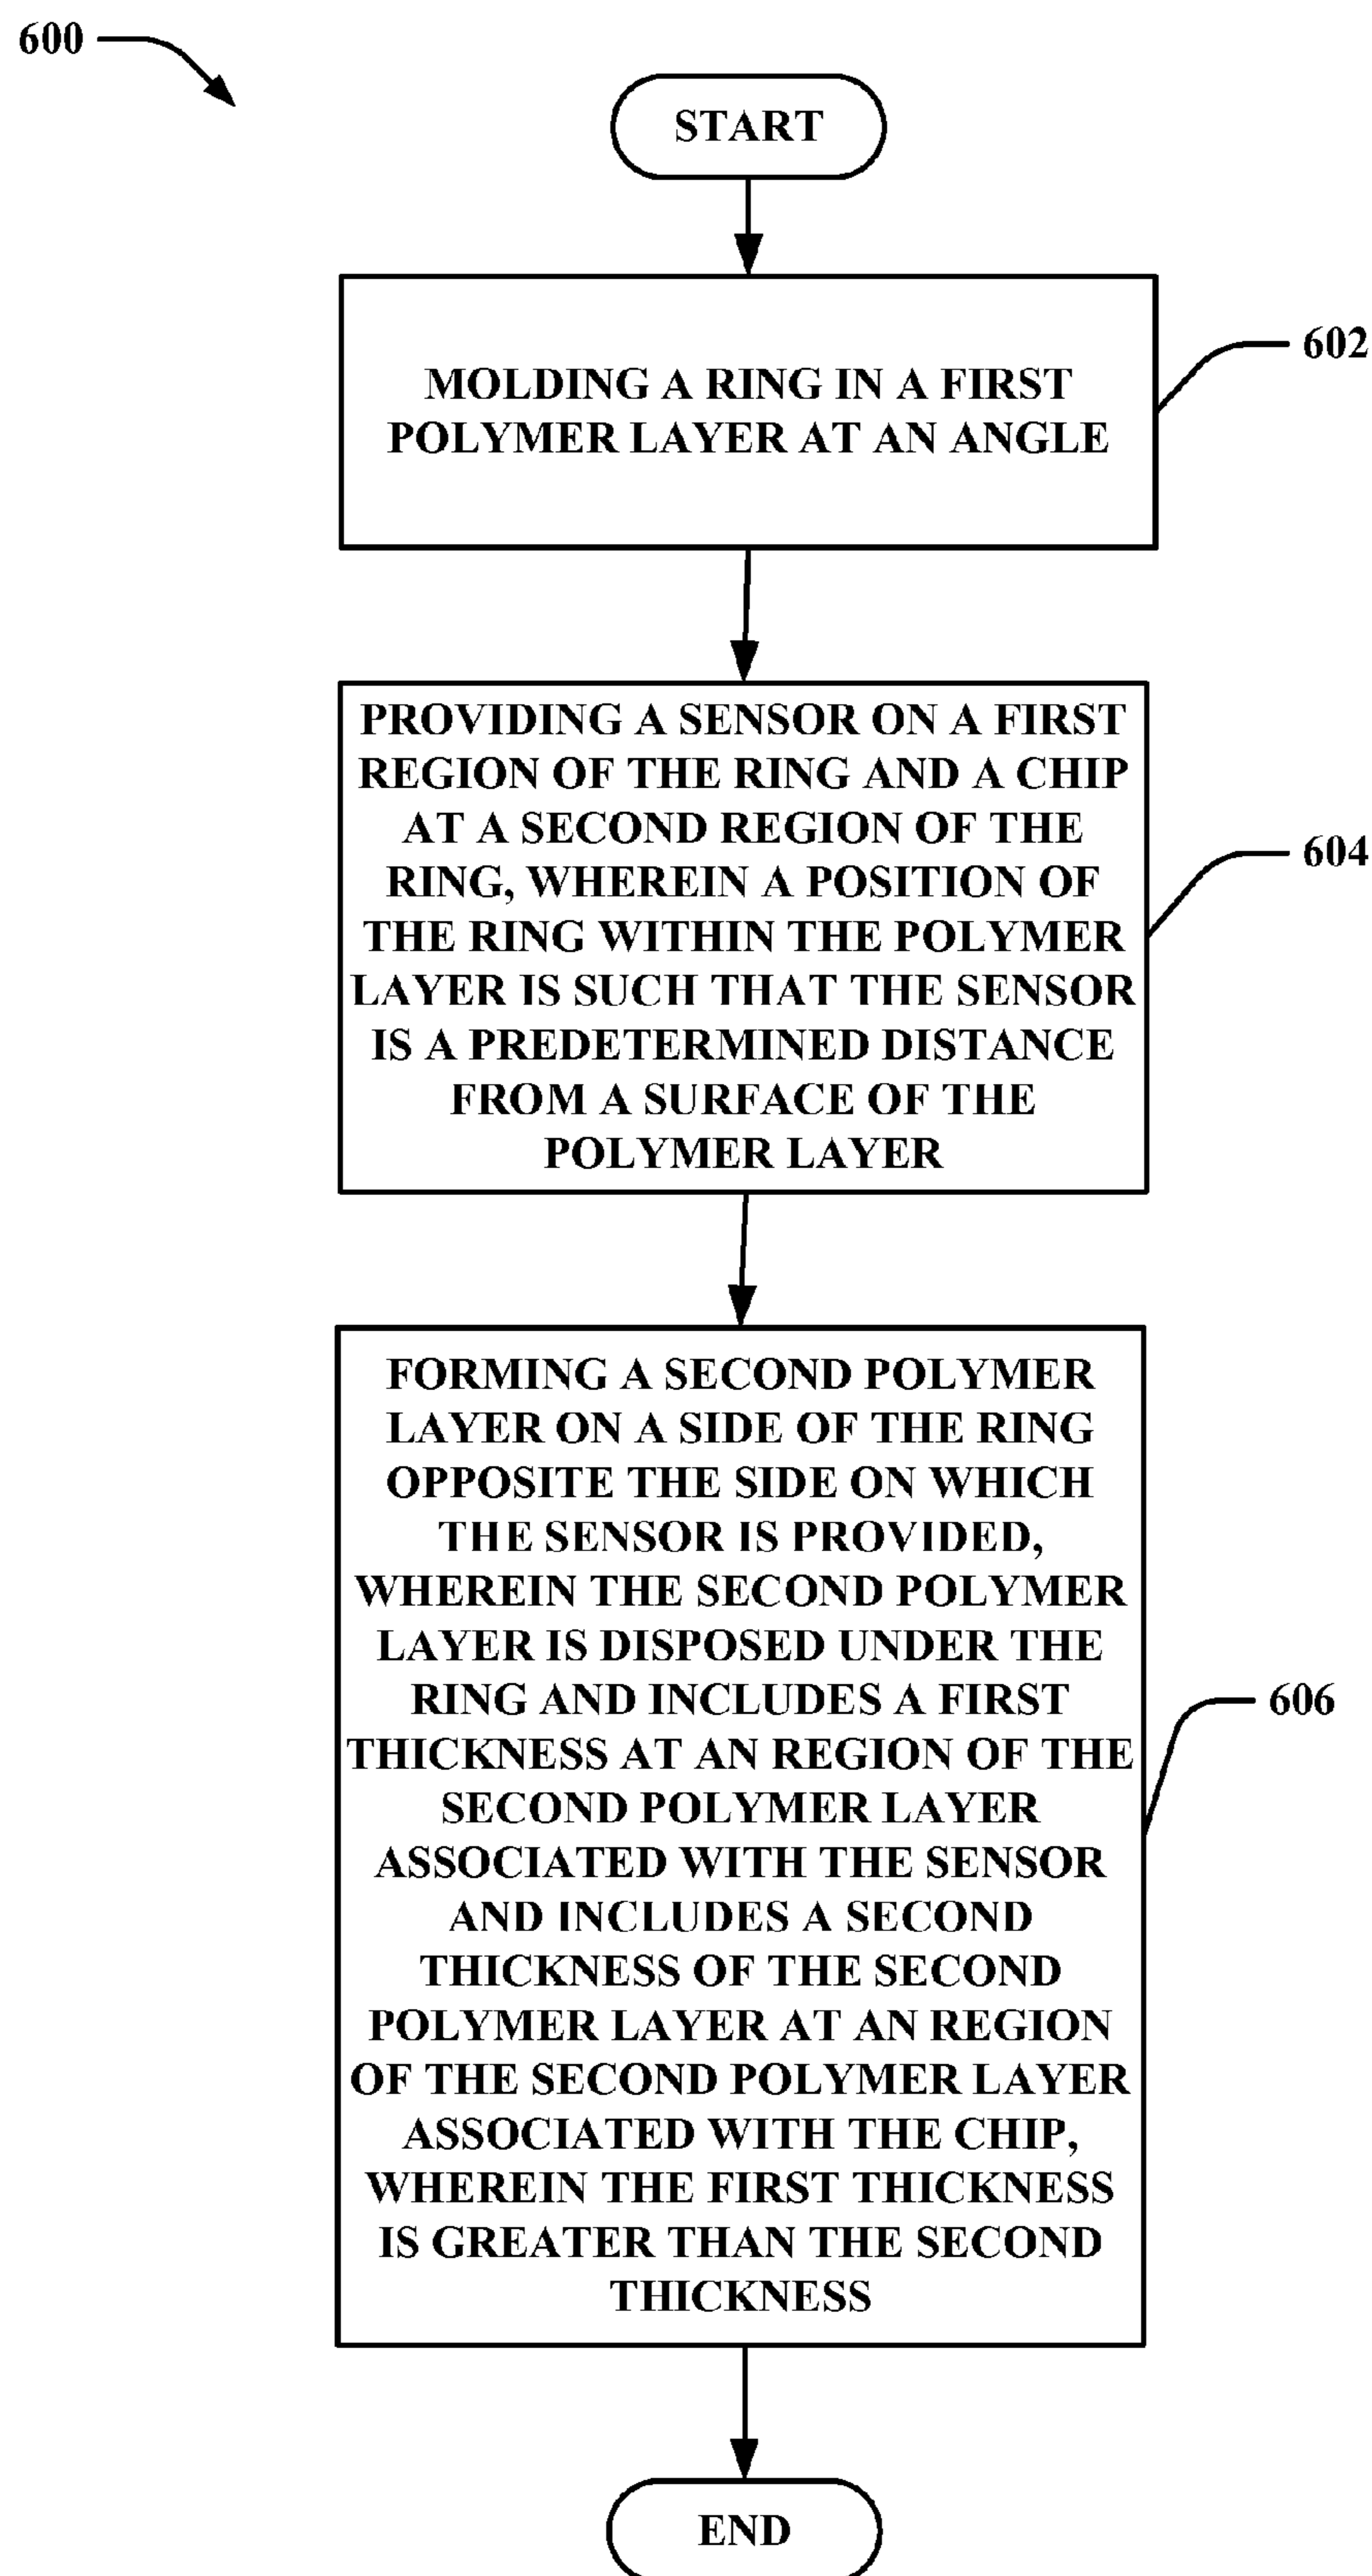 600
START
MOLDING A RING IN A FIRST
POLYMER LAYER AT AN ANGLE
602
PROVIDING A SENSOR ON A FIRST
REGION OF THE RING AND A CHIP
AT A SECOND REGION OF THE
RING, WHEREIN A POSITION OF
THE RING WITHIN THE POLYMER
LAYER IS SUCH THAT THE SENSOR
IS A PREDETERMINED DISTANCE
FROM A SURFACE OF THE
POLYMER LAYER
604
FORMING A SECOND POLYMER
LAYER ON A SIDE OF THE RING
OPPOSITE THE SIDE ON WHICH
THE SENSOR IS PROVIDED,
WHEREIN THE SECOND POLYMER
LAYER IS DISPOSED UNDER THE
RING AND INCLUDES A FIRST
THICKNESS AT AN REGION OF THE
SECOND POLYMER LAYER
ASSOCIATED WITH THE SENSOR
AND INCLUDES A SECOND
THICKNESS OF THE SECOND
POLYMER LAYER AT AN REGION
OF THE SECOND POLYMER LAYER
ASSOCIATED WITH THE CHIP,
WHEREIN THE FIRST THICKNESS
IS GREATER THAN THE SECOND
THICKNESS
606
END